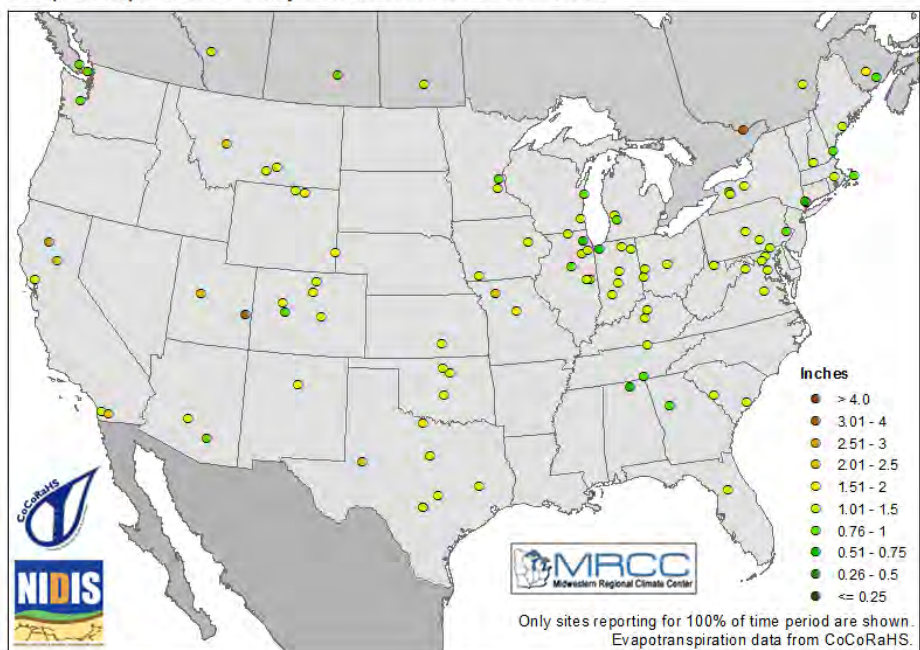 Inches
> 4.0
3.01 - 4
2.51 - 3
2.01 - 2.5
1.51 - 2
1.01 - 1.5
0.76 - 1
0.51 - 0.75
0.26 - 0.5
<= 0.25
CoCoRaHS
NIDIS
MRCC
Midwestern Regional Climate Center
Only sites reporting for 100% of time period are shown.
Evapotranspiration data from CoCoRaHS.